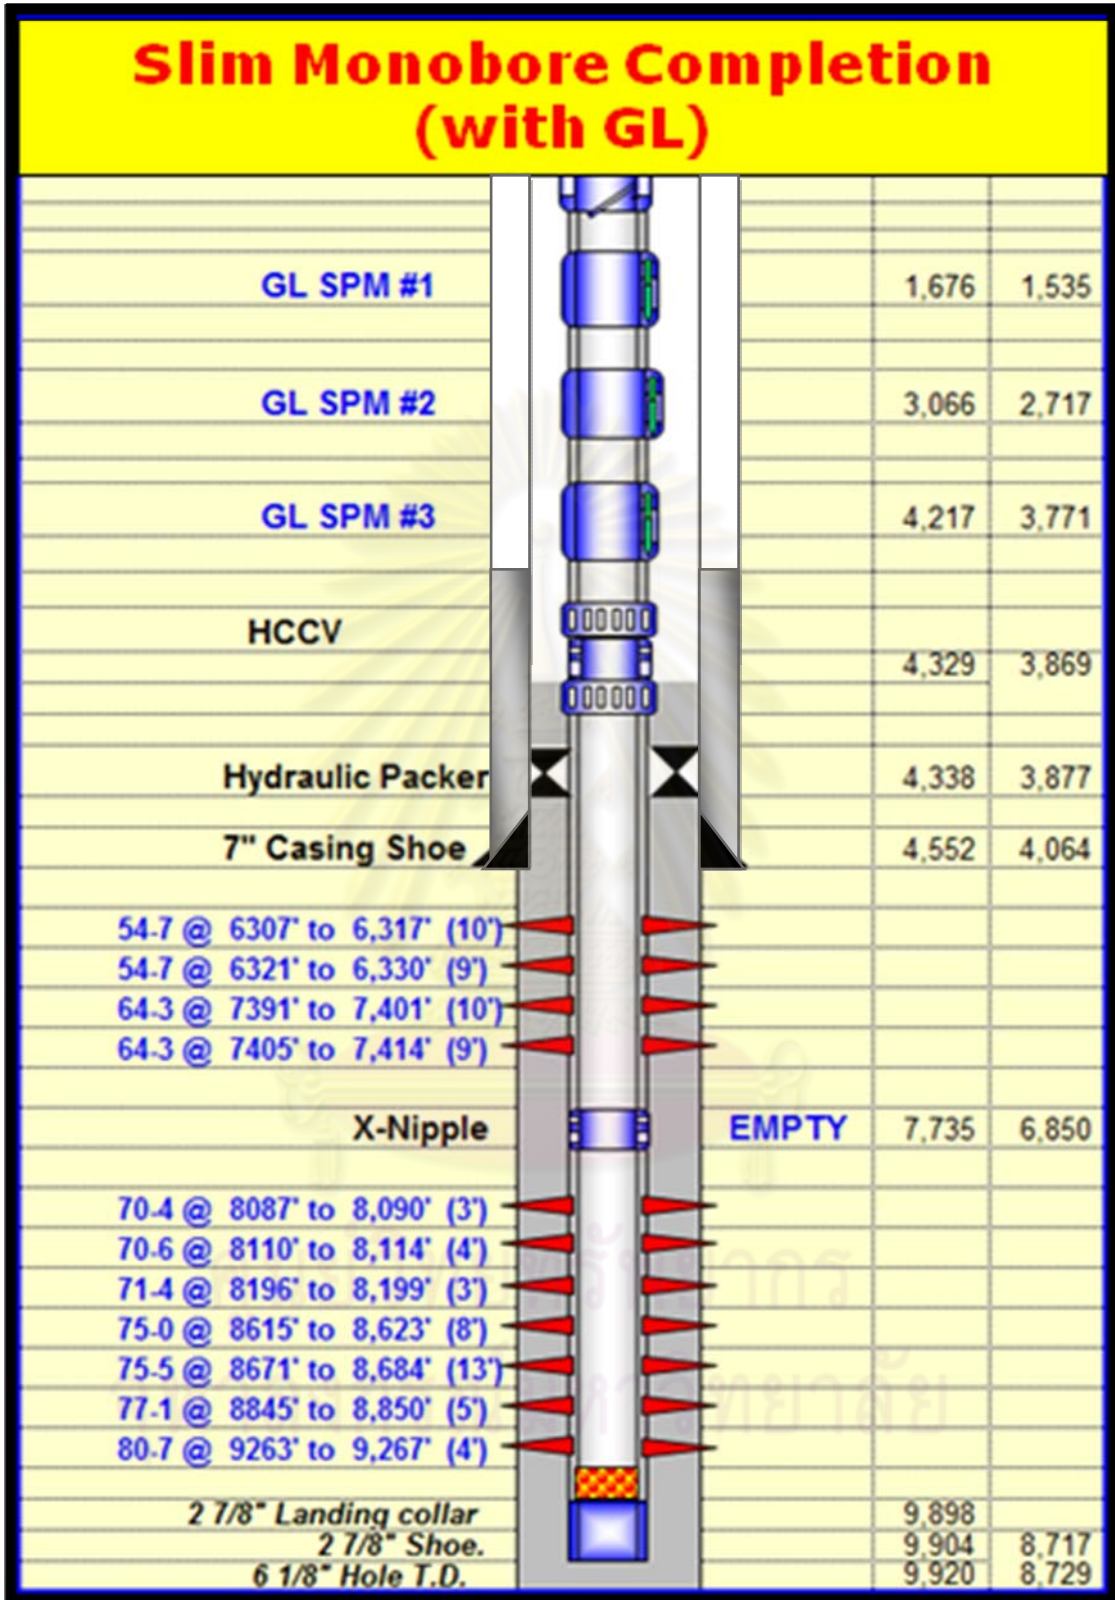 Slim Monobore Completion
(with GL)
GL SPM #1 1,676 1,535
GL SPM #2 3,066 2,717
GL SPM #3 4,217 3,771
HCCV
4,329 3,869
Hydraulic Packer 4,338 3,877
7" Casing Shoe 4,552 4,064
54-7 @ 6307' to 6,317' (10')
54-7 @ 6321' to 6,330' (9')
64-3 @ 7391' to 7,401' (10')
64-3 @ 7405' to 7,414' (9')
X-Nipple EMPTY 7,735 6,850
70-4 @ 8087' to 8,090' (3')
70-6 @ 8110' to 8,114' (4')
71-4 @ 8196' to 8,199' (3')
75-0 @ 8615' to 8,623' (8')
75-5 @ 8671' to 8,684' (13')
77-1 @ 8845' to 8,850' (5')
80-7 @ 9263' to 9,267' (4')
2 7/8" Landing collar 9,898
2 7/8" Shoe. 9,904 8,717
6 1/8" Hole T.D. 9,920 8,729